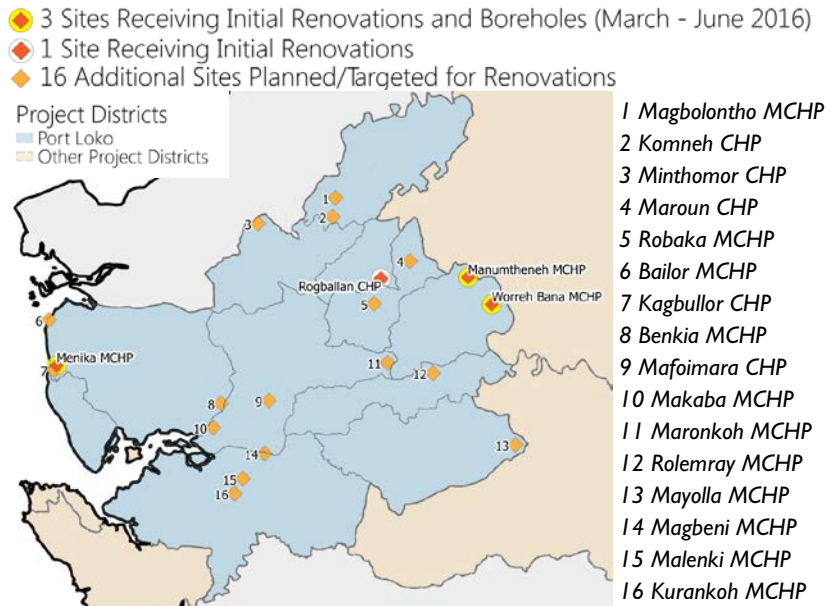 3 Sites Receiving Initial Renovations and Boreholes (March - June 2016)
1 Site Receiving Initial Renovations
16 Additional Sites Planned/Targeted for Renovations
Project Districts
Port Loko
Other Project Districts
1
2
3
4
Manumtheneh MCHP
Rogballan CHP
Worreh Bana MCHP
5
6
Menika MCHP
7
11
12
8
9
10
13
14
15
16
1 Magbolontho MCHP
2 Komneh CHP
3 Minthomor CHP
4 Maroun CHP
5 Robaka MCHP
6 Bailor MCHP
7 Kagbullor CHP
8 Benkia MCHP
9 Mafoimara CHP
10 Makaba MCHP
11 Maronkoh MCHP
12 Rolemray MCHP
13 Mayolla MCHP
14 Magbeni MCHP
15 Malenki MCHP
16 Kurankoh MCHP